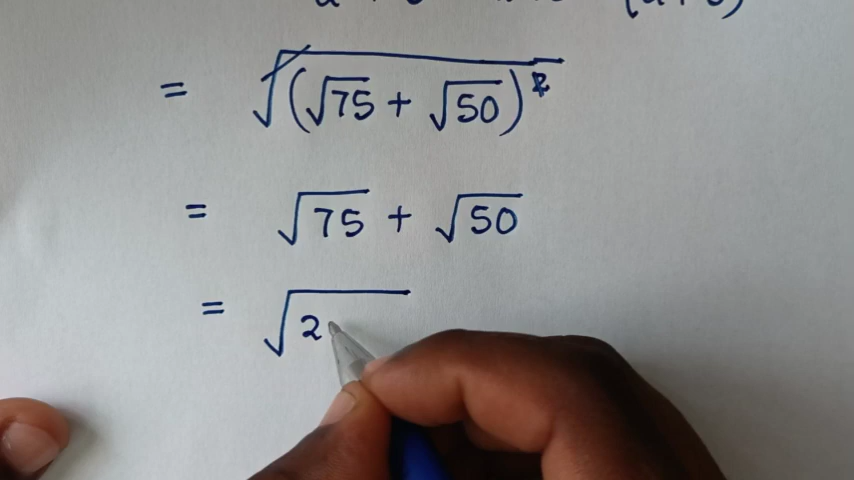 = √(√75 + √50)²
= √75 + √50
= √2